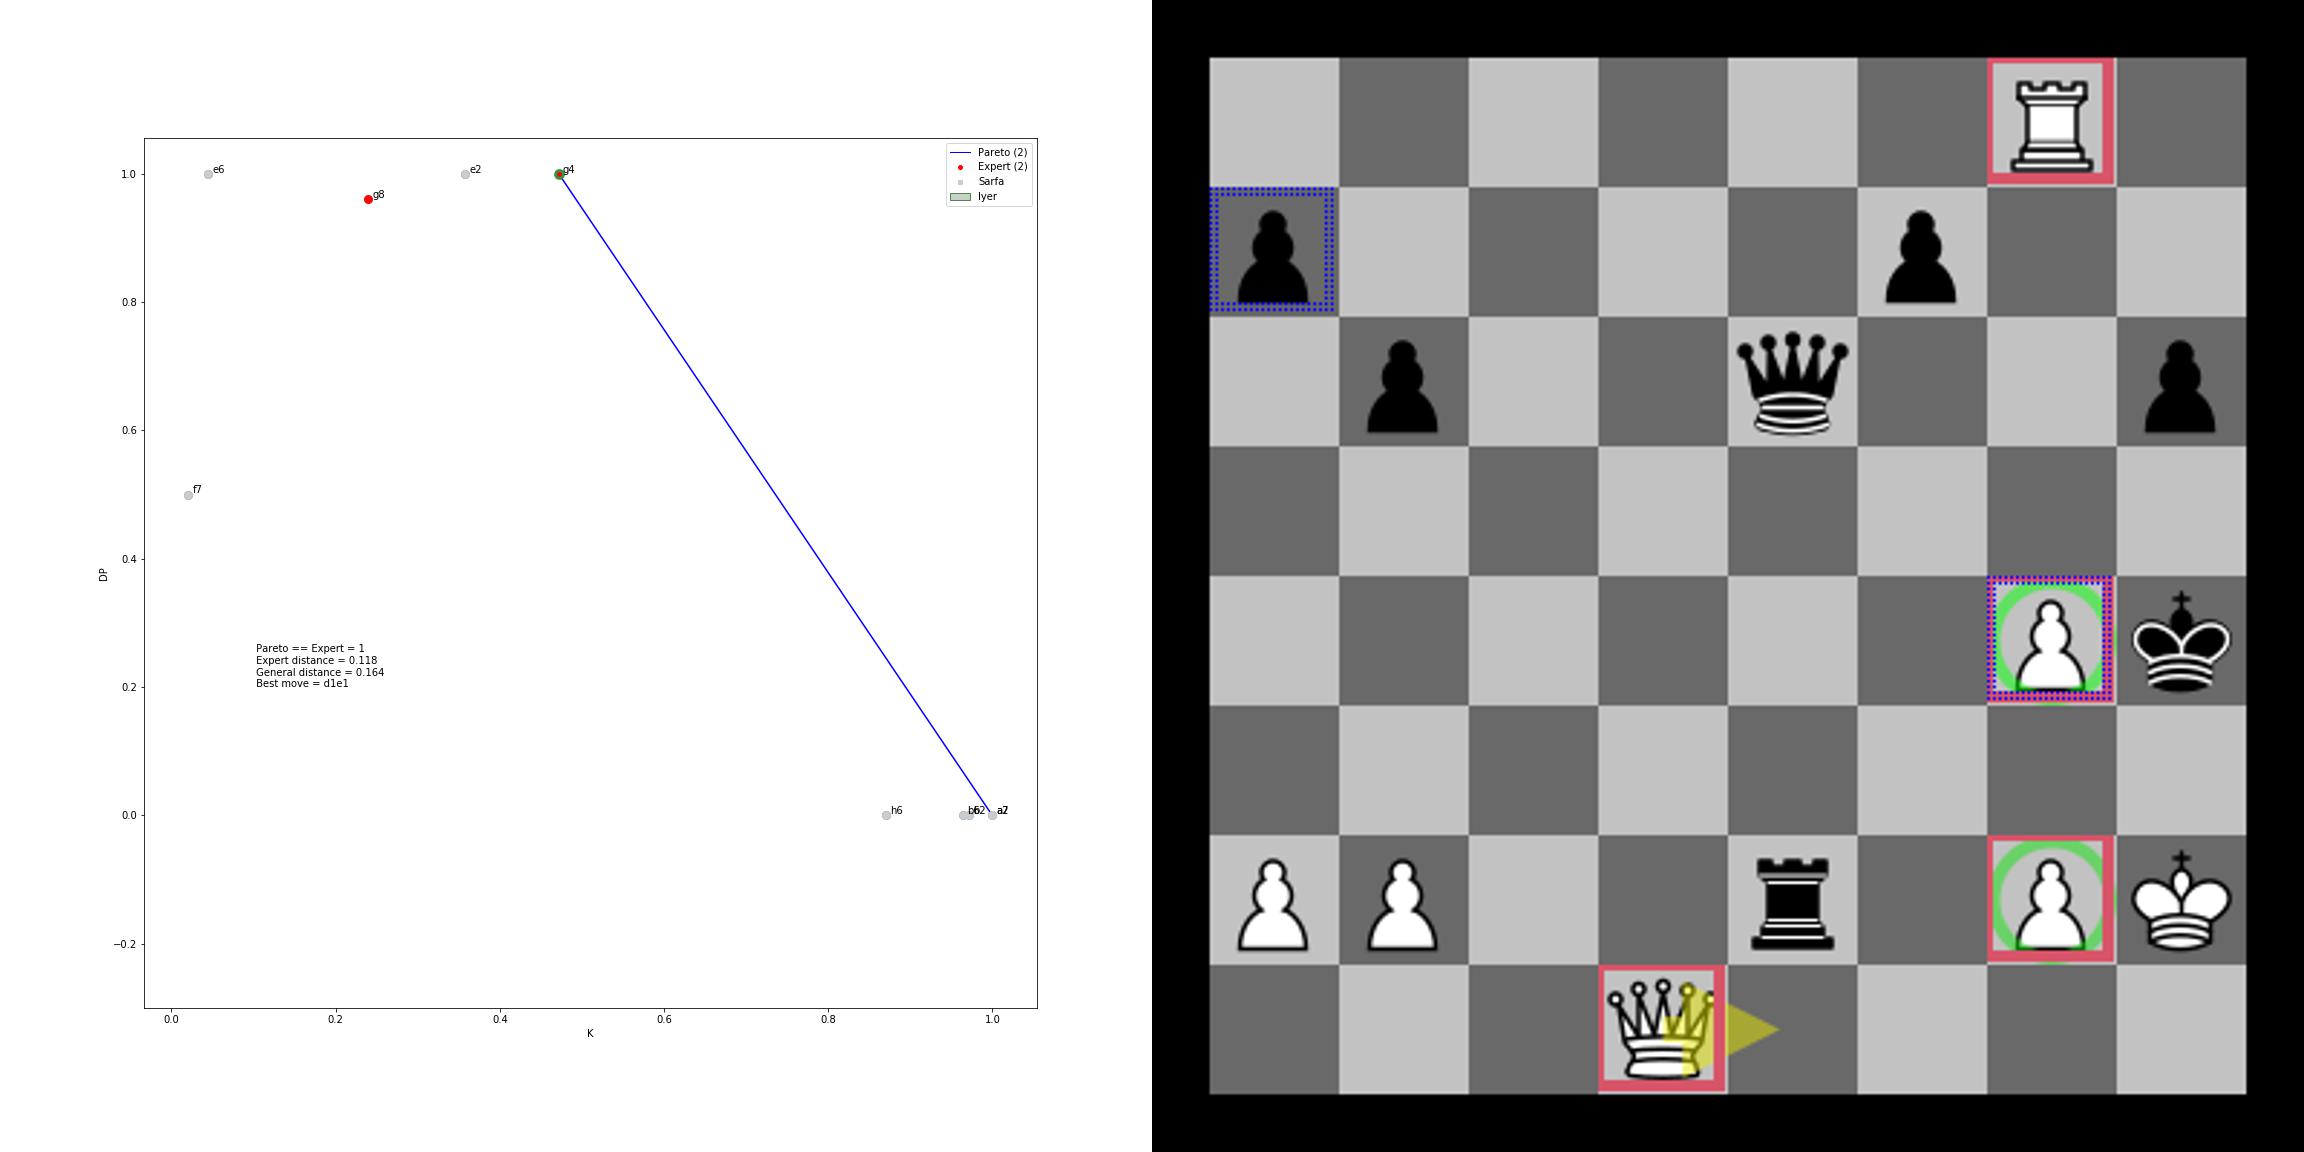 Pareto (2)
Expert (2)
Sarfa
Iyer
1.0
e6
g8
e2
g4
0.8
0.6
f7
0.4
DP
Pareto == Expert = 1
Expert distance = 0.118
General distance = 0.164
Best move = d1e1
0.2
0.0
h6
−0.2
0.0
0.2
0.4
0.6
0.8
1.0
K